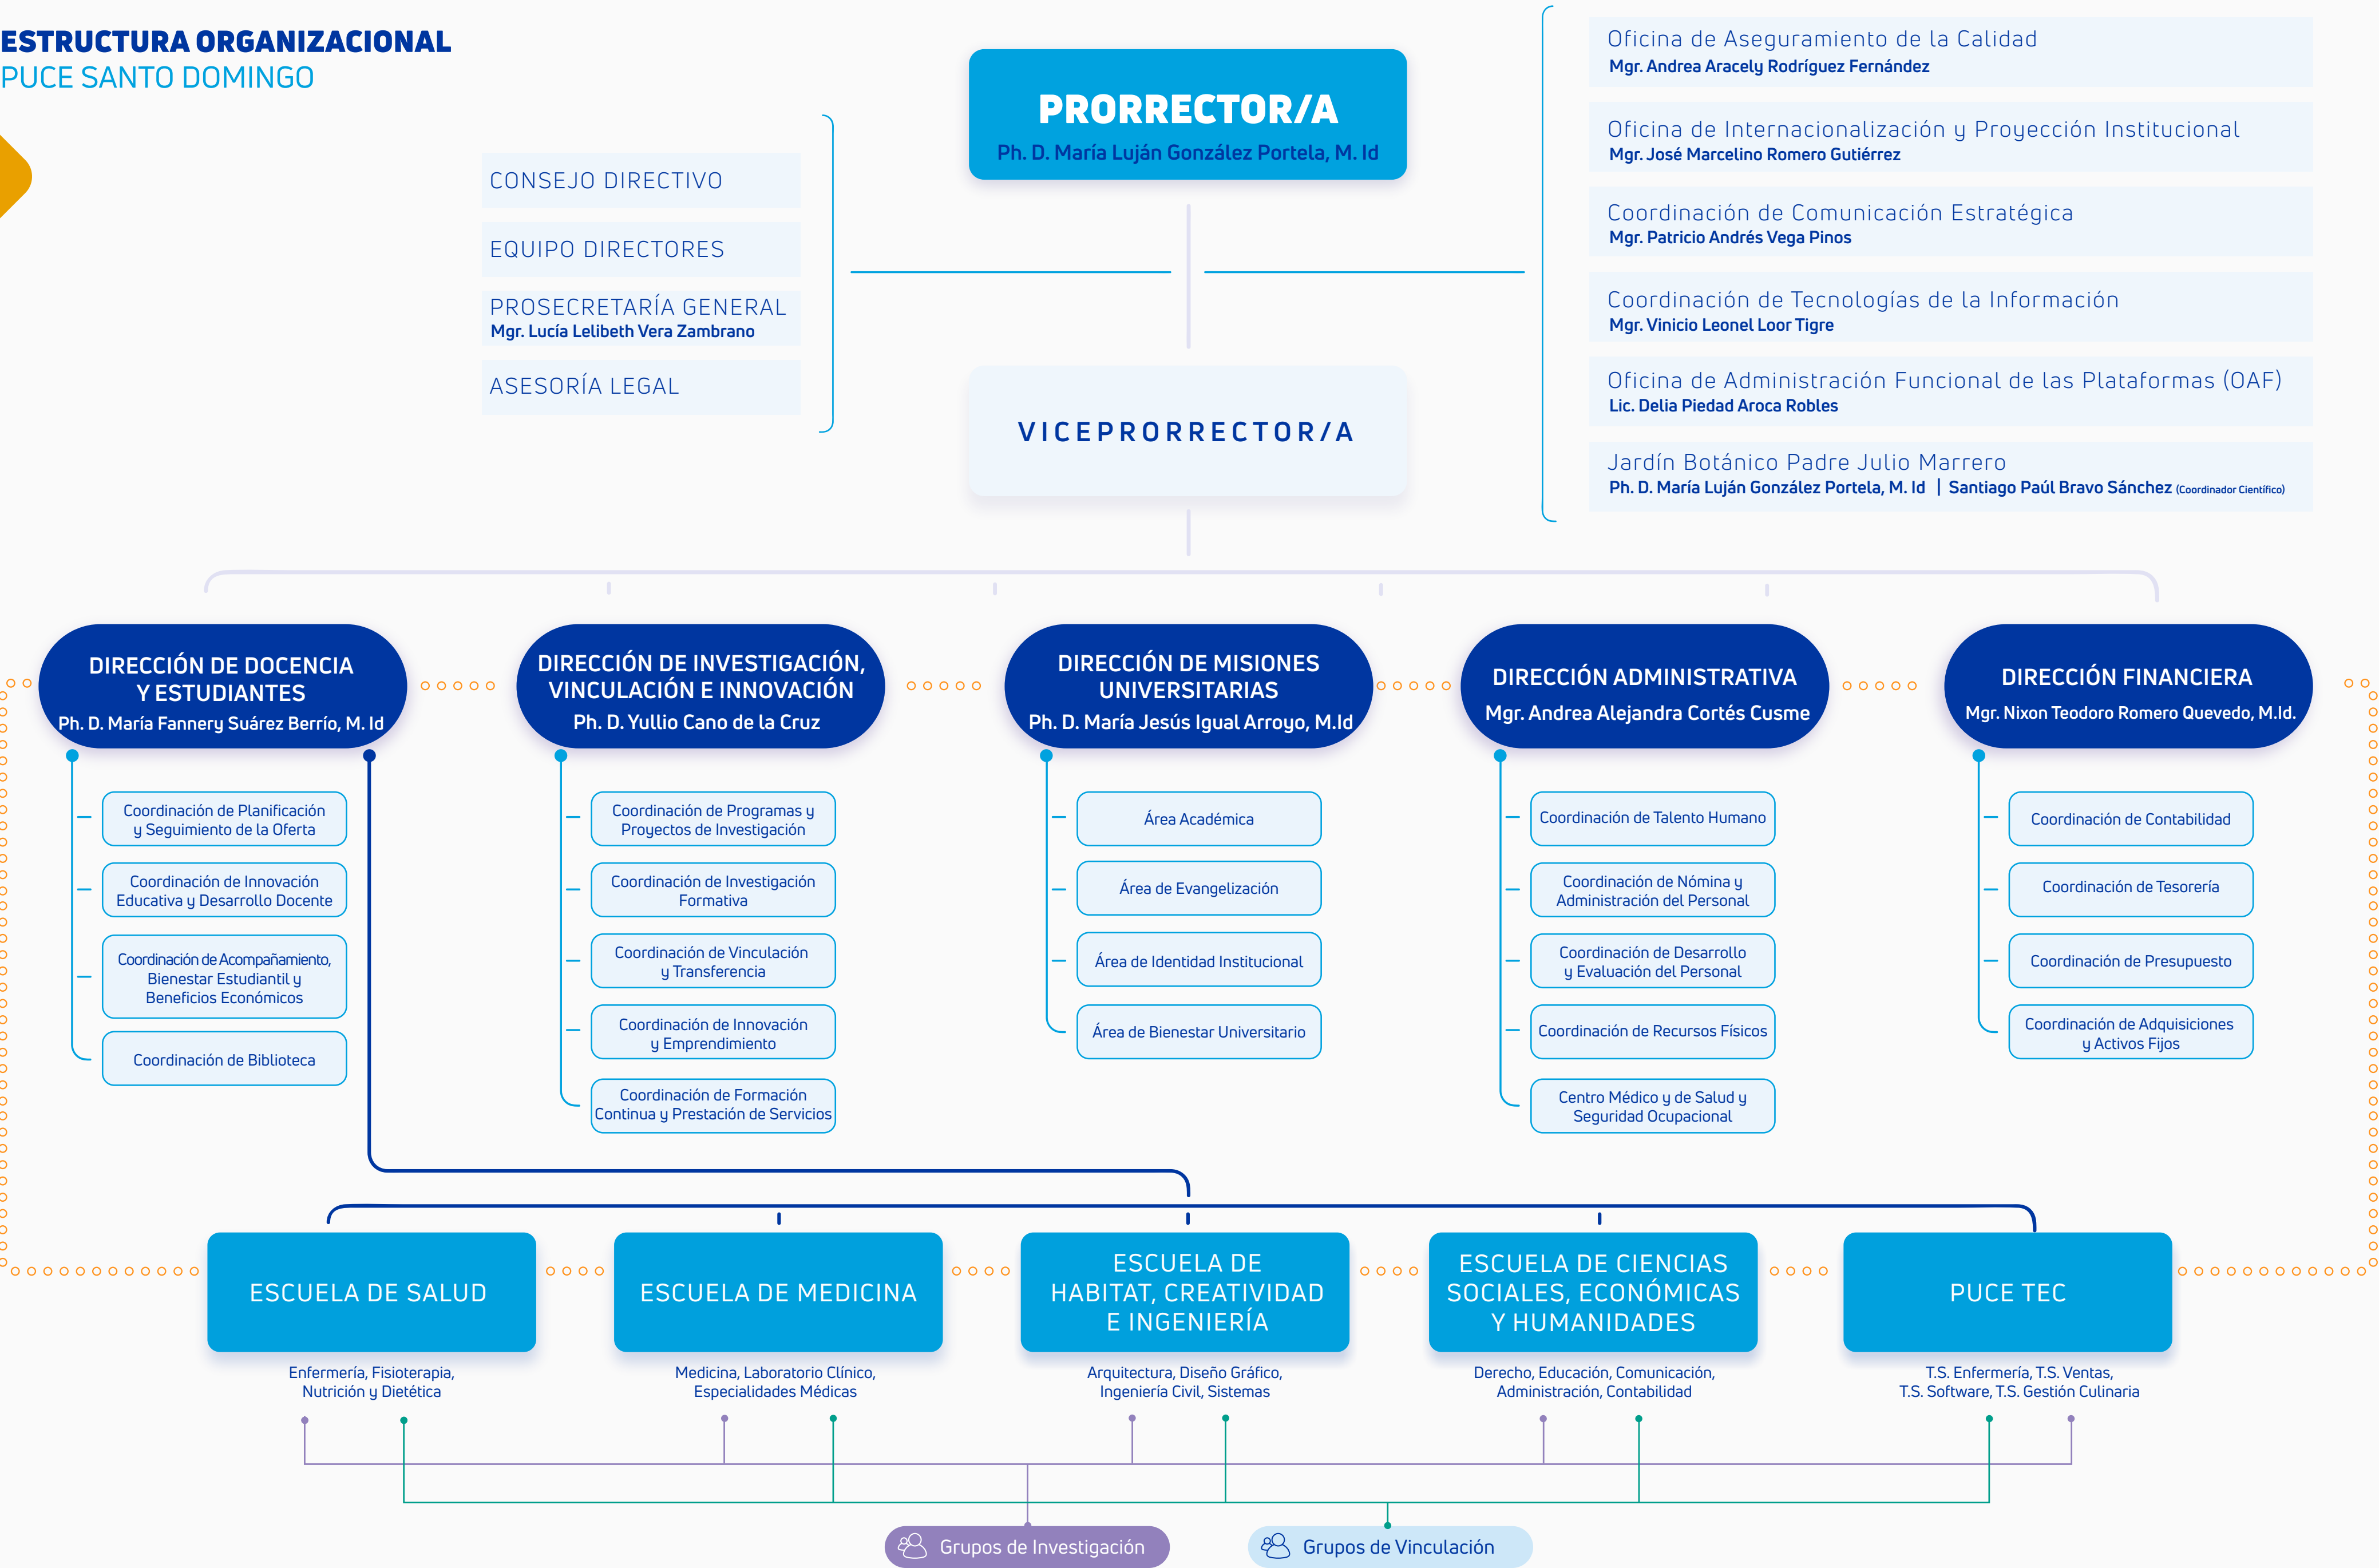 ESTRUCTURA ORGANIZACIONAL
PUCE SANTO DOMINGO
PRORRECTOR/A
Ph. D. María Luján González Portela, M. Id
CONSEJO DIRECTIVO
EQUIPO DIRECTORES
PROSECRETARÍA GENERAL
Mgr. Lucía Lelibeth Vera Zambrano
ASESORÍA LEGAL
Oficina de Aseguramiento de la Calidad
Mgr. Andrea Aracely Rodríguez Fernández
Oficina de Internacionalización y Proyección Institucional
Mgr. José Marcelino Romero Gutiérrez
Coordinación de Comunicación Estratégica
Mgr. Patricio Andrés Vega Pinos
Coordinación de Tecnologías de la Información
Mgr. Vinicio Leonel Loor Tigre
Oficina de Administración Funcional de las Plataformas (OAF)
Lic. Delia Piedad Aroca Robles
Jardín Botánico Padre Julio Marrero
Ph. D. María Luján González Portela, M. Id | Santiago Paúl Bravo Sánchez (Coordinador Científico)
VICEPRORRECTOR/A
DIRECCIÓN DE DOCENCIA
Y ESTUDIANTES
Ph. D. María Fannery Suárez Berrío, M. Id
Coordinación de Planificación
y Seguimiento de la Oferta
Coordinación de Innovación
Educativa y Desarrollo Docente
Coordinación de Acompañamiento,
Bienestar Estudiantil y
Beneficios Económicos
Coordinación de Biblioteca
DIRECCIÓN DE INVESTIGACIÓN,
VINCULACIÓN E INNOVACIÓN
Ph. D. Yullio Cano de la Cruz
Coordinación de Programas y
Proyectos de Investigación
Coordinación de Investigación
Formativa
Coordinación de Vinculación
y Transferencia
Coordinación de Innovación
y Emprendimiento
Coordinación de Formación
Continua y Prestación de Servicios
DIRECCIÓN DE MISIONES
UNIVERSITARIAS
Ph. D. María Jesús Igual Arroyo, M.Id
Área Académica
Área de Evangelización
Área de Identidad Institucional
Área de Bienestar Universitario
DIRECCIÓN ADMINISTRATIVA
Mgr. Andrea Alejandra Cortés Cusme
Coordinación de Talento Humano
Coordinación de Nómina y
Administración del Personal
Coordinación de Desarrollo
y Evaluación del Personal
Coordinación de Recursos Físicos
Centro Médico y de Salud y
Seguridad Ocupacional
DIRECCIÓN FINANCIERA
Mgr. Nixon Teodoro Romero Quevedo, M.Id.
Coordinación de Contabilidad
Coordinación de Tesorería
Coordinación de Presupuesto
Coordinación de Adquisiciones
y Activos Fijos
ESCUELA DE SALUD
Enfermería, Fisioterapia,
Nutrición y Dietética
ESCUELA DE MEDICINA
Medicina, Laboratorio Clínico,
Especialidades Médicas
ESCUELA DE
HABITAT, CREATIVIDAD
E INGENIERÍA
Arquitectura, Diseño Gráfico,
Ingeniería Civil, Sistemas
ESCUELA DE CIENCIAS
SOCIALES, ECONÓMICAS
Y HUMANIDADES
Derecho, Educación, Comunicación,
Administración, Contabilidad
PUCE TEC
T.S. Enfermería, T.S. Ventas,
T.S. Software, T.S. Gestión Culinaria
Grupos de Investigación
Grupos de Vinculación